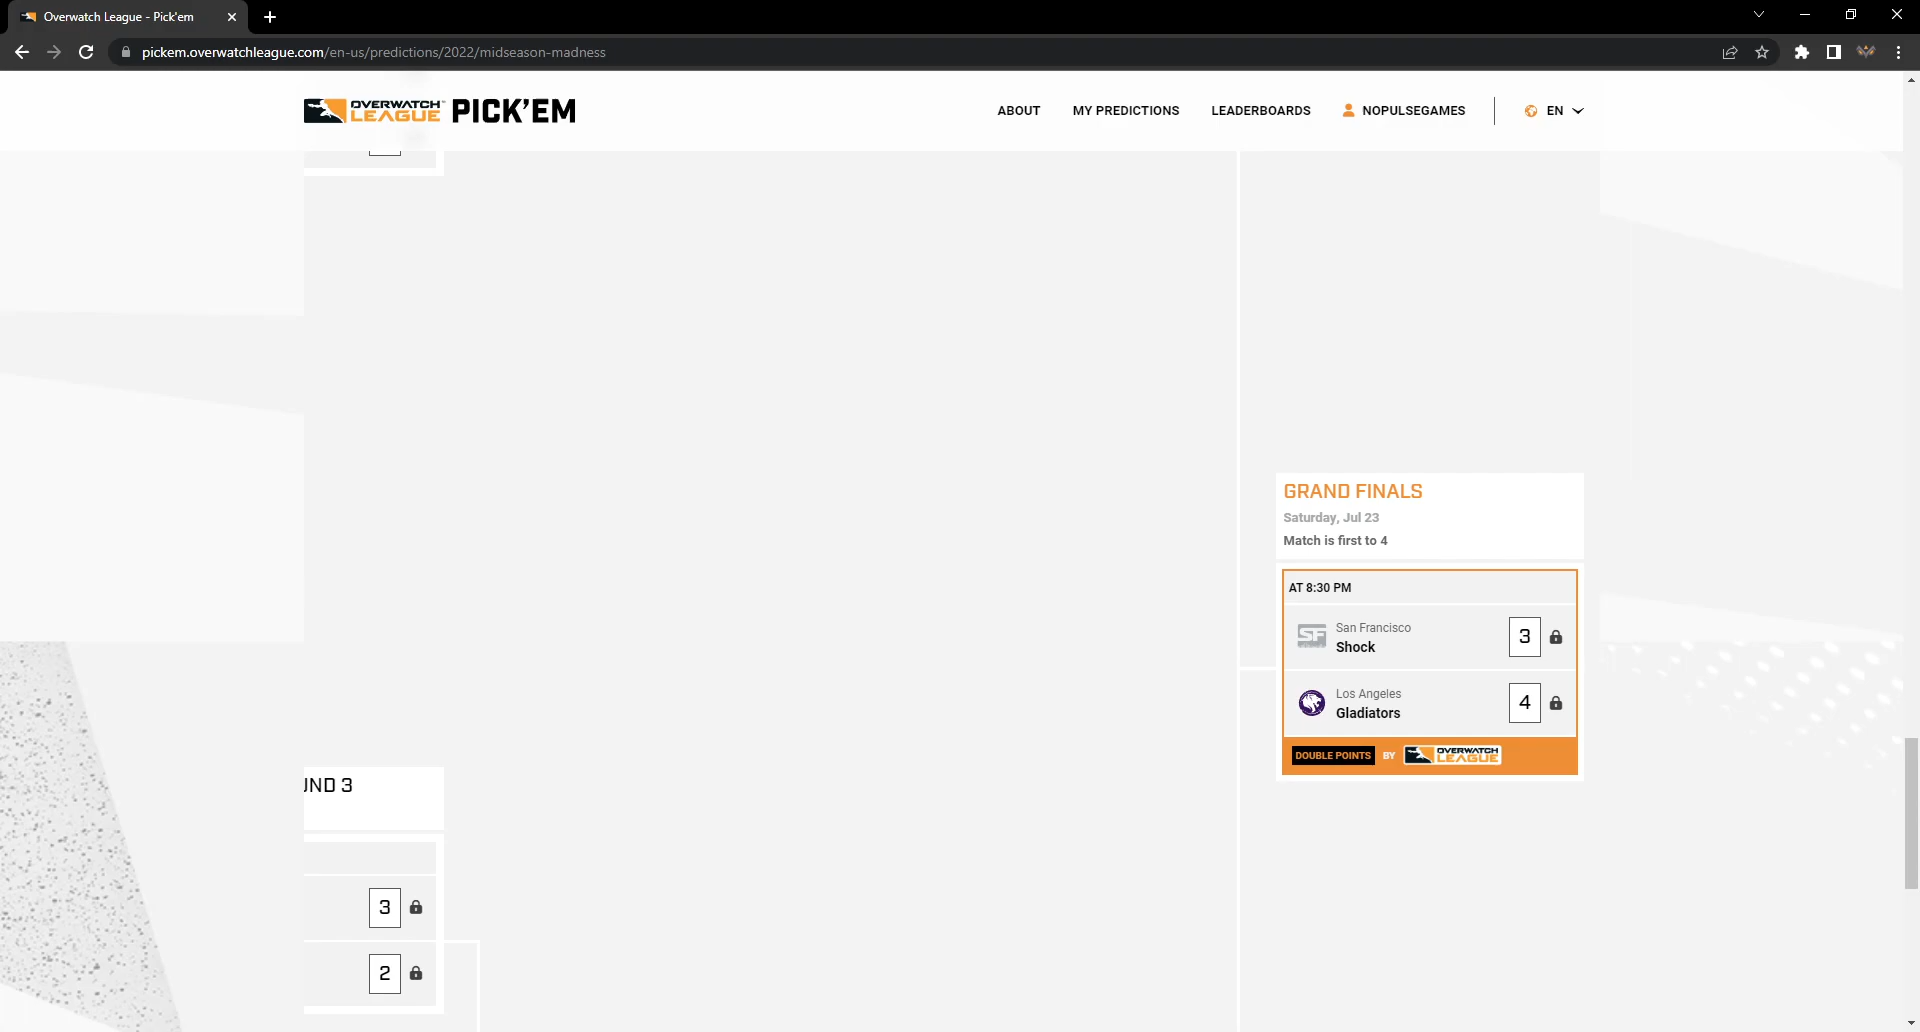 Overwatch League - Pick'em
pickem.overwatchleague.com/en-us/predictions/2022/midseason-madness
OVERWATCH LEAGUE PICK'EM
ABOUT
MY PREDICTIONS
LEADERBOARDS
NOPULSEGAMES
EN
GRAND FINALS
Saturday, Jul 23
Match is first to 4
AT 8:30 PM
SF
San Francisco
Shock
3
Los Angeles
Gladiators
4
DOUBLE POINTS BY OVERWATCH LEAGUE
UND 3
3
2